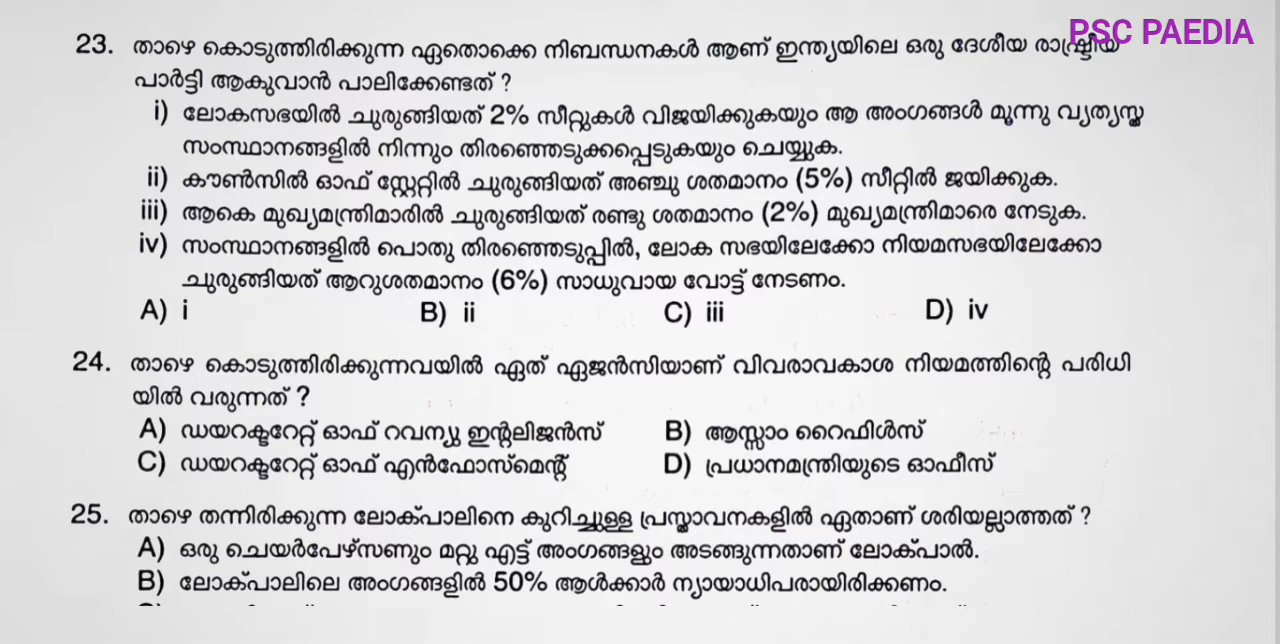 PSC PAEDIA
23. താഴെ കൊടുത്തിരിക്കുന്ന ഏതൊക്കെ നിബന്ധനകൾ ആണ് ഇന്ത്യയിലെ ഒരു ദേശീയ രാഷ്ട്രീയ
പാർട്ടി ആകുവാൻ പാലിക്കേണ്ടത് ?
i) ലോകസഭയിൽ ചുരുങ്ങിയത് 2% സീറ്റുകൾ വിജയിക്കുകയും ആ അംഗങ്ങൾ മൂന്നു വ്യത്യസ്ത
സംസ്ഥാനങ്ങളിൽ നിന്നും തിരഞ്ഞെടുക്കപ്പെടുകയും ചെയ്യുക.
ii) കൗൺസിൽ ഓഫ് സ്റ്റേറ്റിൽ ചുരുങ്ങിയത് അഞ്ചു ശതമാനം (5%) സീറ്റിൽ ജയിക്കുക.
iii) ആകെ മുഖ്യമന്ത്രിമാരിൽ ചുരുങ്ങിയത് രണ്ടു ശതമാനം (2%) മുഖ്യമന്ത്രിമാരെ നേടുക.
iv) സംസ്ഥാനങ്ങളിൽ പൊതു തിരഞ്ഞെടുപ്പിൽ, ലോക സഭയിലേക്കോ നിയമസഭയിലേക്കോ
ചുരുങ്ങിയത് ആറുശതമാനം (6%) സാധുവായ വോട്ട് നേടണം.
A) i B) ii C) iii D) iv
24. താഴെ കൊടുത്തിരിക്കുന്നവയിൽ ഏത് ഏജൻസിയാണ് വിവരാവകാശ നിയമത്തിന്റെ പരിധി
യിൽ വരുന്നത് ?
A) ഡയറക്ടറേറ്റ് ഓഫ് റവന്യു ഇന്റലിജൻസ് B) ആസ്സാം റൈഫിൾസ്
C) ഡയറക്ടറേറ്റ് ഓഫ് എൻഫോസ്മെന്റ് D) പ്രധാനമന്ത്രിയുടെ ഓഫീസ്
25. താഴെ തന്നിരിക്കുന്ന ലോക്പാലിനെ കുറിച്ചുള്ള പ്രസ്താവനകളിൽ ഏതാണ് ശരിയല്ലാത്തത് ?
A) ഒരു ചെയർപേഴ്സണും മറ്റു എട്ട് അംഗങ്ങളും അടങ്ങുന്നതാണ് ലോക്പാൽ.
B) ലോക്പാലിലെ അംഗങ്ങളിൽ 50% ആൾക്കാർ ന്യായാധിപരായിരിക്കണം.